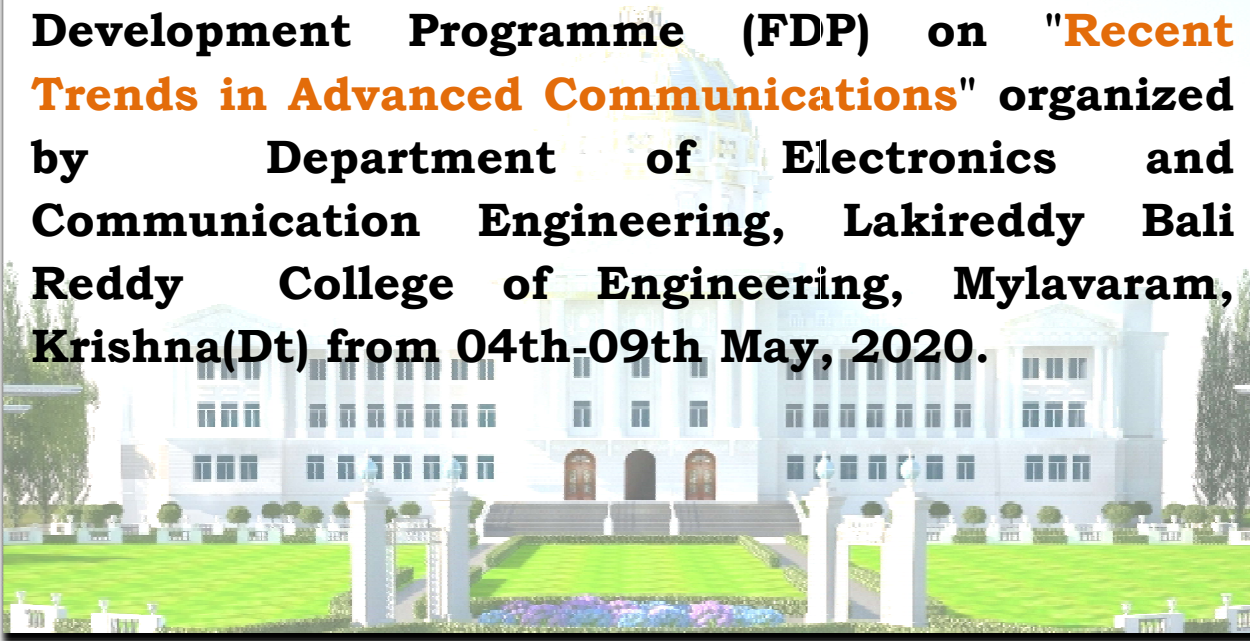 Development Programme (FDP) on "Recent
Trends in Advanced Communications" organized
by Department of Electronics and
Communication Engineering, Lakireddy Bali
Reddy College of Engineering, Mylavaram,
Krishna(Dt) from 04th-09th May, 2020.